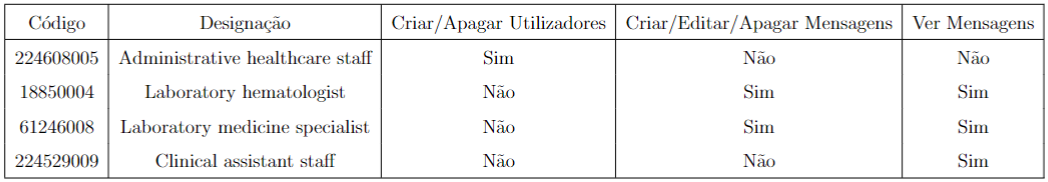 Código Designação Criar/Apagar Utilizadores Criar/Editar/Apagar Mensagens Ver Mensagens
224608005 Administrative healthcare staff Sim Não Não
18850004 Laboratory hematologist Não Sim Sim
61246008 Laboratory medicine specialist Não Sim Sim
224529009 Clinical assistant staff Não Não Sim